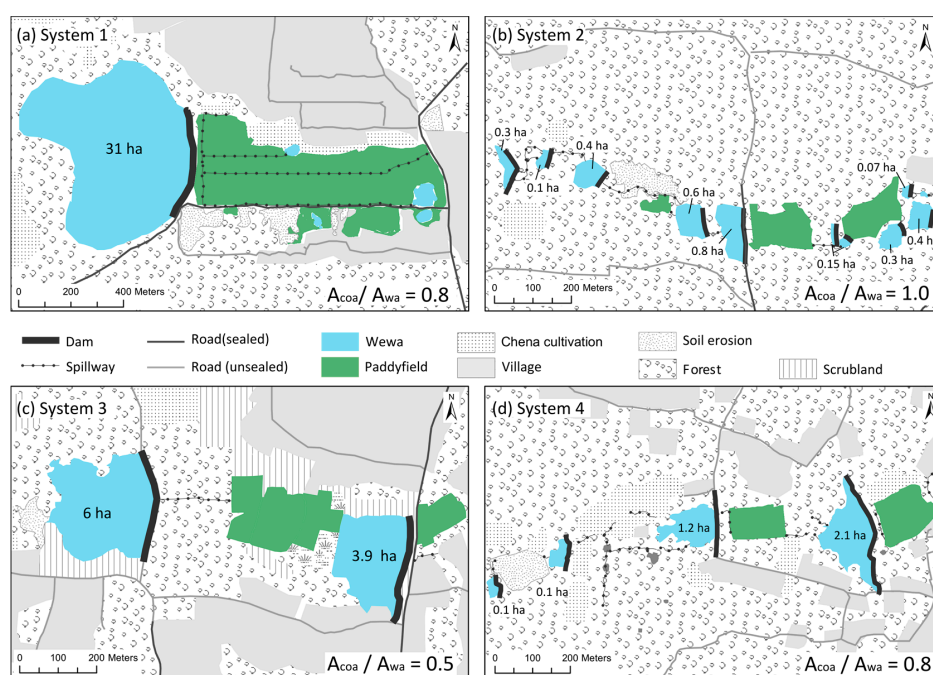 (a) System 1
N
31 ha
0 200 400 Meters
Acoa/ Awa = 0.8
(b) System 2
N
0.3 ha
0.4 ha
0.1 ha
0.6 ha
0.8 ha
0.07 ha
0.15 ha
0.3 ha
0.4 h
0 100 200 Meters
Acoa/ Awa = 1.0
Dam
Road(sealed)
Wewa
Chena cultivation
Soil erosion
Spillway
Road (unsealed)
Paddyfield
Village
Forest
Scrubland
(c) System 3
N
6 ha
3.9 ha
0 100 200 Meters
Acoa / Awa = 0.5
(d) System 4
N
1.2 ha
2.1 ha
0.1 ha
0.1 ha
0 100 200 Meters
Acoa / Awa = 0.8